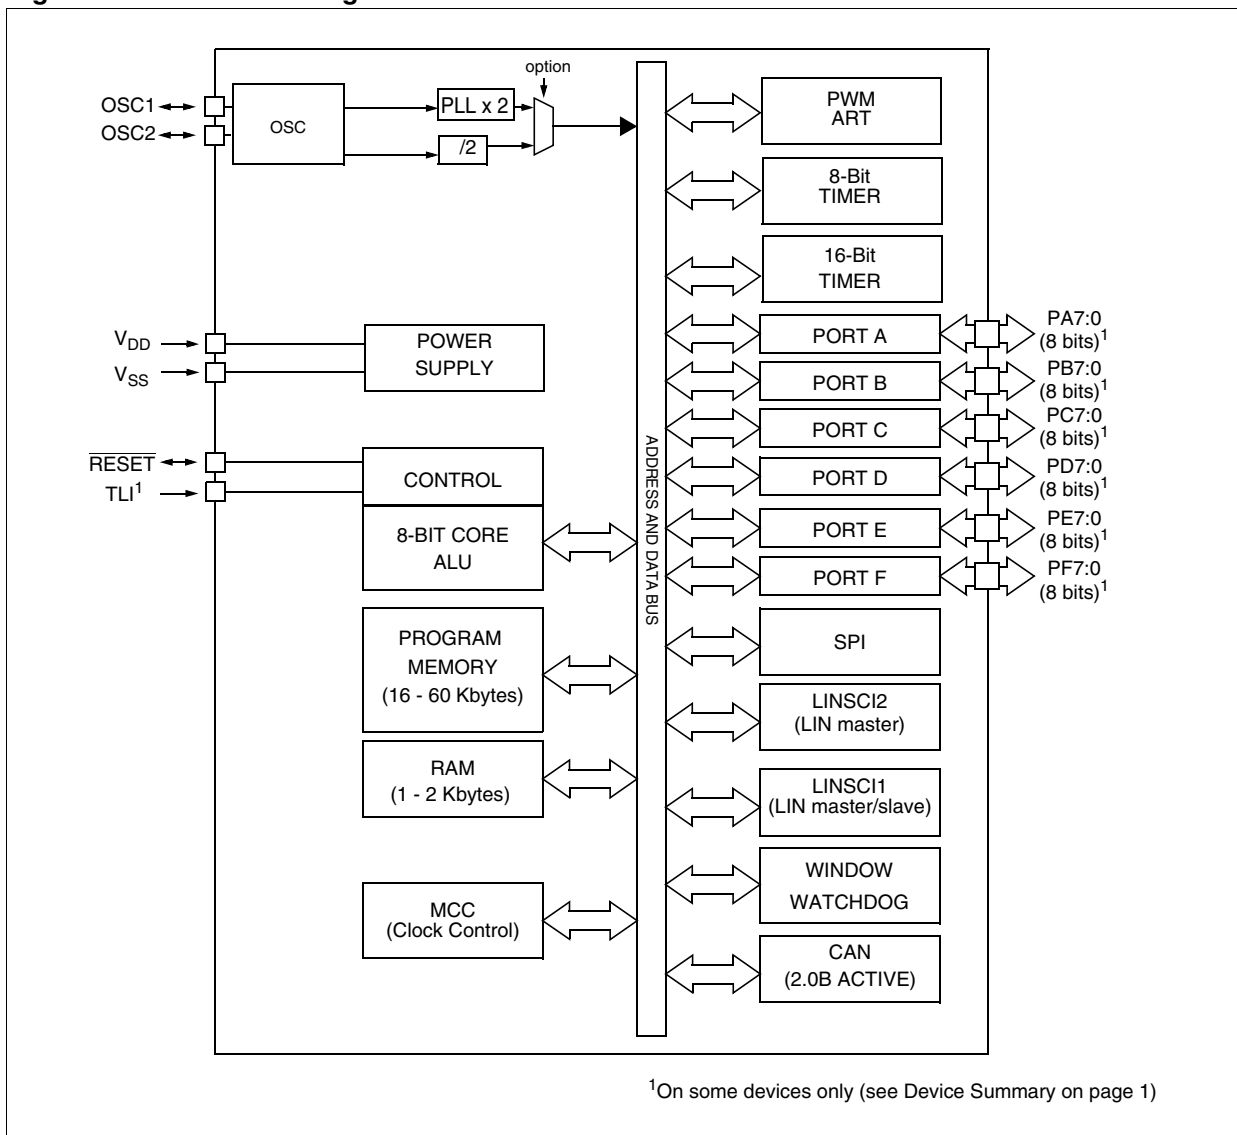 option
OSC1
OSC2
OSC
PLL x 2
/2
V_DD
V_SS
POWER
SUPPLY
RESET
TLI¹
CONTROL
8-BIT CORE
ALU
PROGRAM
MEMORY
(16 - 60 Kbytes)
RAM
(1 - 2 Kbytes)
MCC
(Clock Control)
ADDRESS AND DATA BUS
PWM
ART
8-Bit
TIMER
16-Bit
TIMER
PORT A
PA7:0
(8 bits)¹
PORT B
PB7:0
(8 bits)¹
PORT C
PC7:0
(8 bits)¹
PORT D
PD7:0
(8 bits)¹
PORT E
PE7:0
(8 bits)¹
PORT F
PF7:0
(8 bits)¹
SPI
LINSCI2
(LIN master)
LINSCI1
(LIN master/slave)
WINDOW
WATCHDOG
CAN
(2.0B ACTIVE)
¹On some devices only (see Device Summary on page 1)